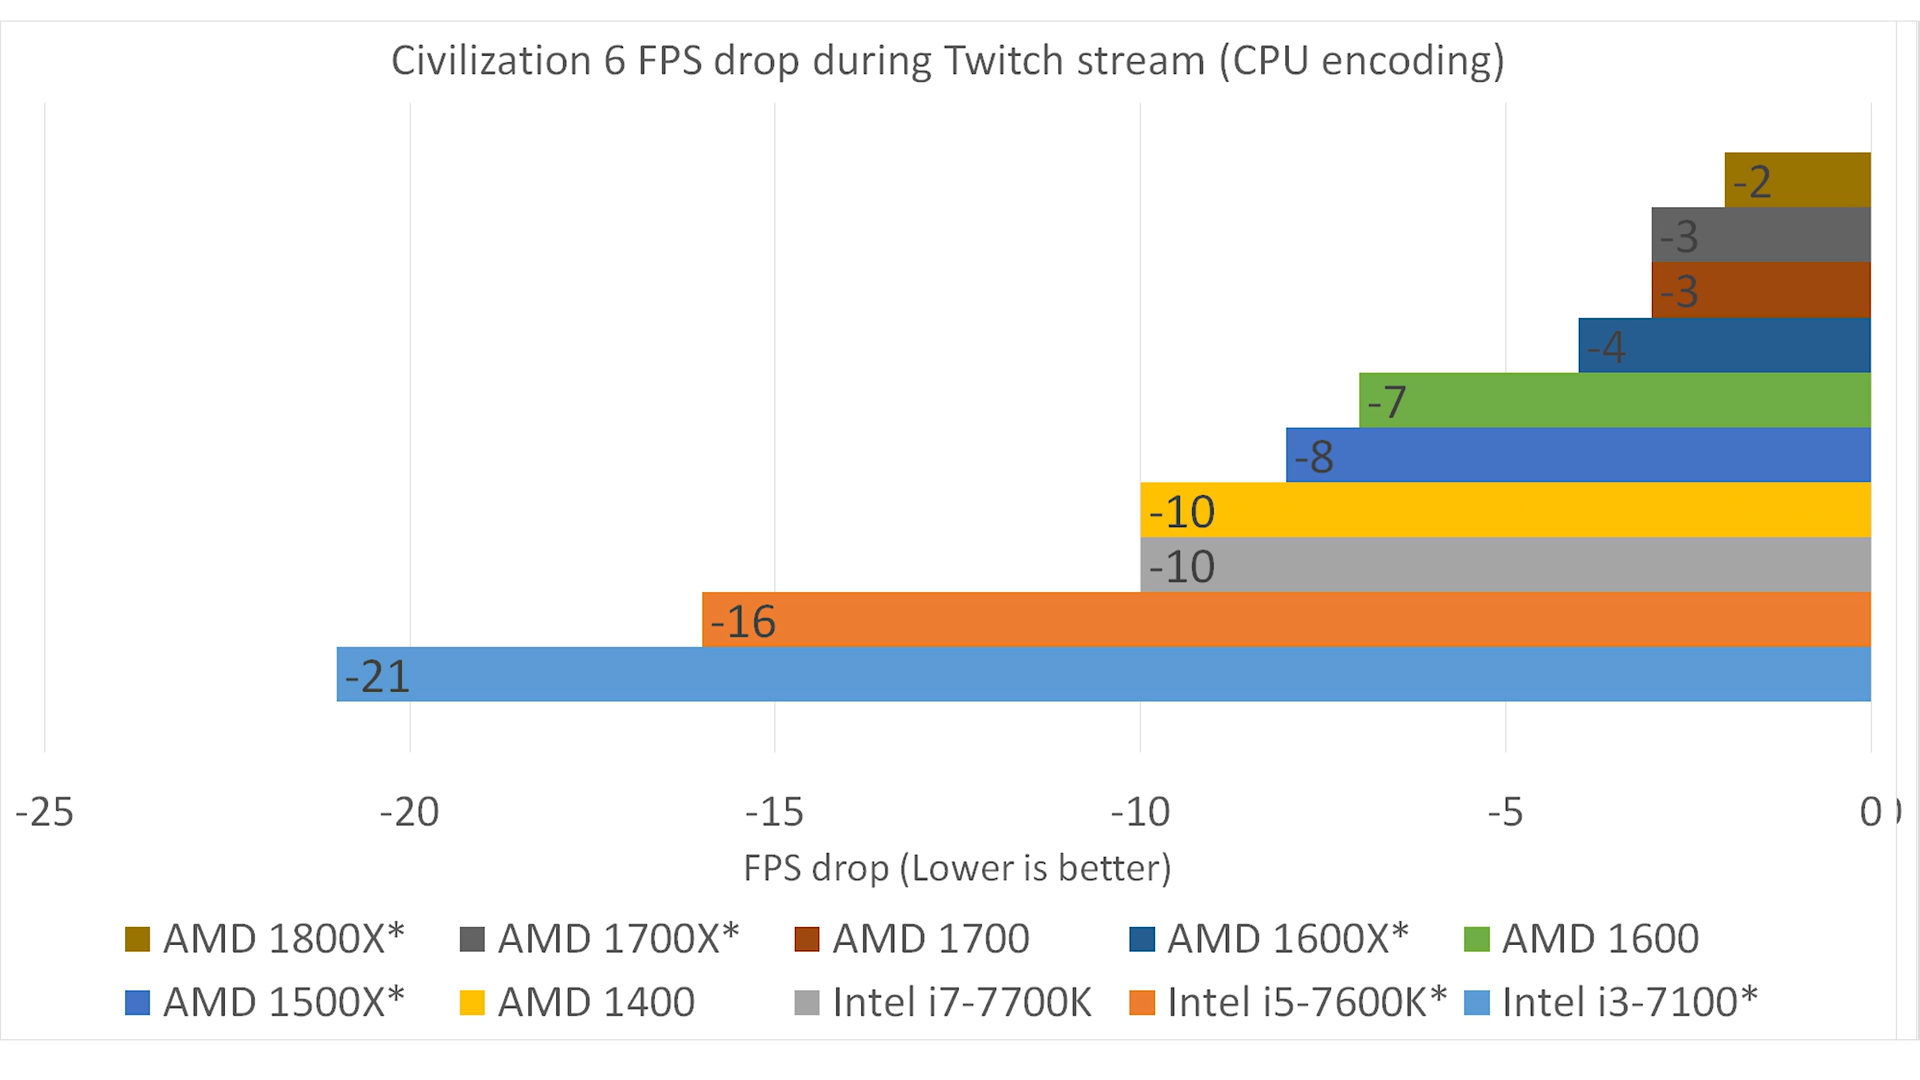 Civilization 6 FPS drop during Twitch stream (CPU encoding)
-2
-3
-3
-4
-7
-8
-10
-10
-16
-21
-25 -20 -15 -10 -5 0
FPS drop (Lower is better)
AMD 1800X* AMD 1700X* AMD 1700 AMD 1600X* AMD 1600
AMD 1500X* AMD 1400 Intel i7-7700K Intel i5-7600K* Intel i3-7100*